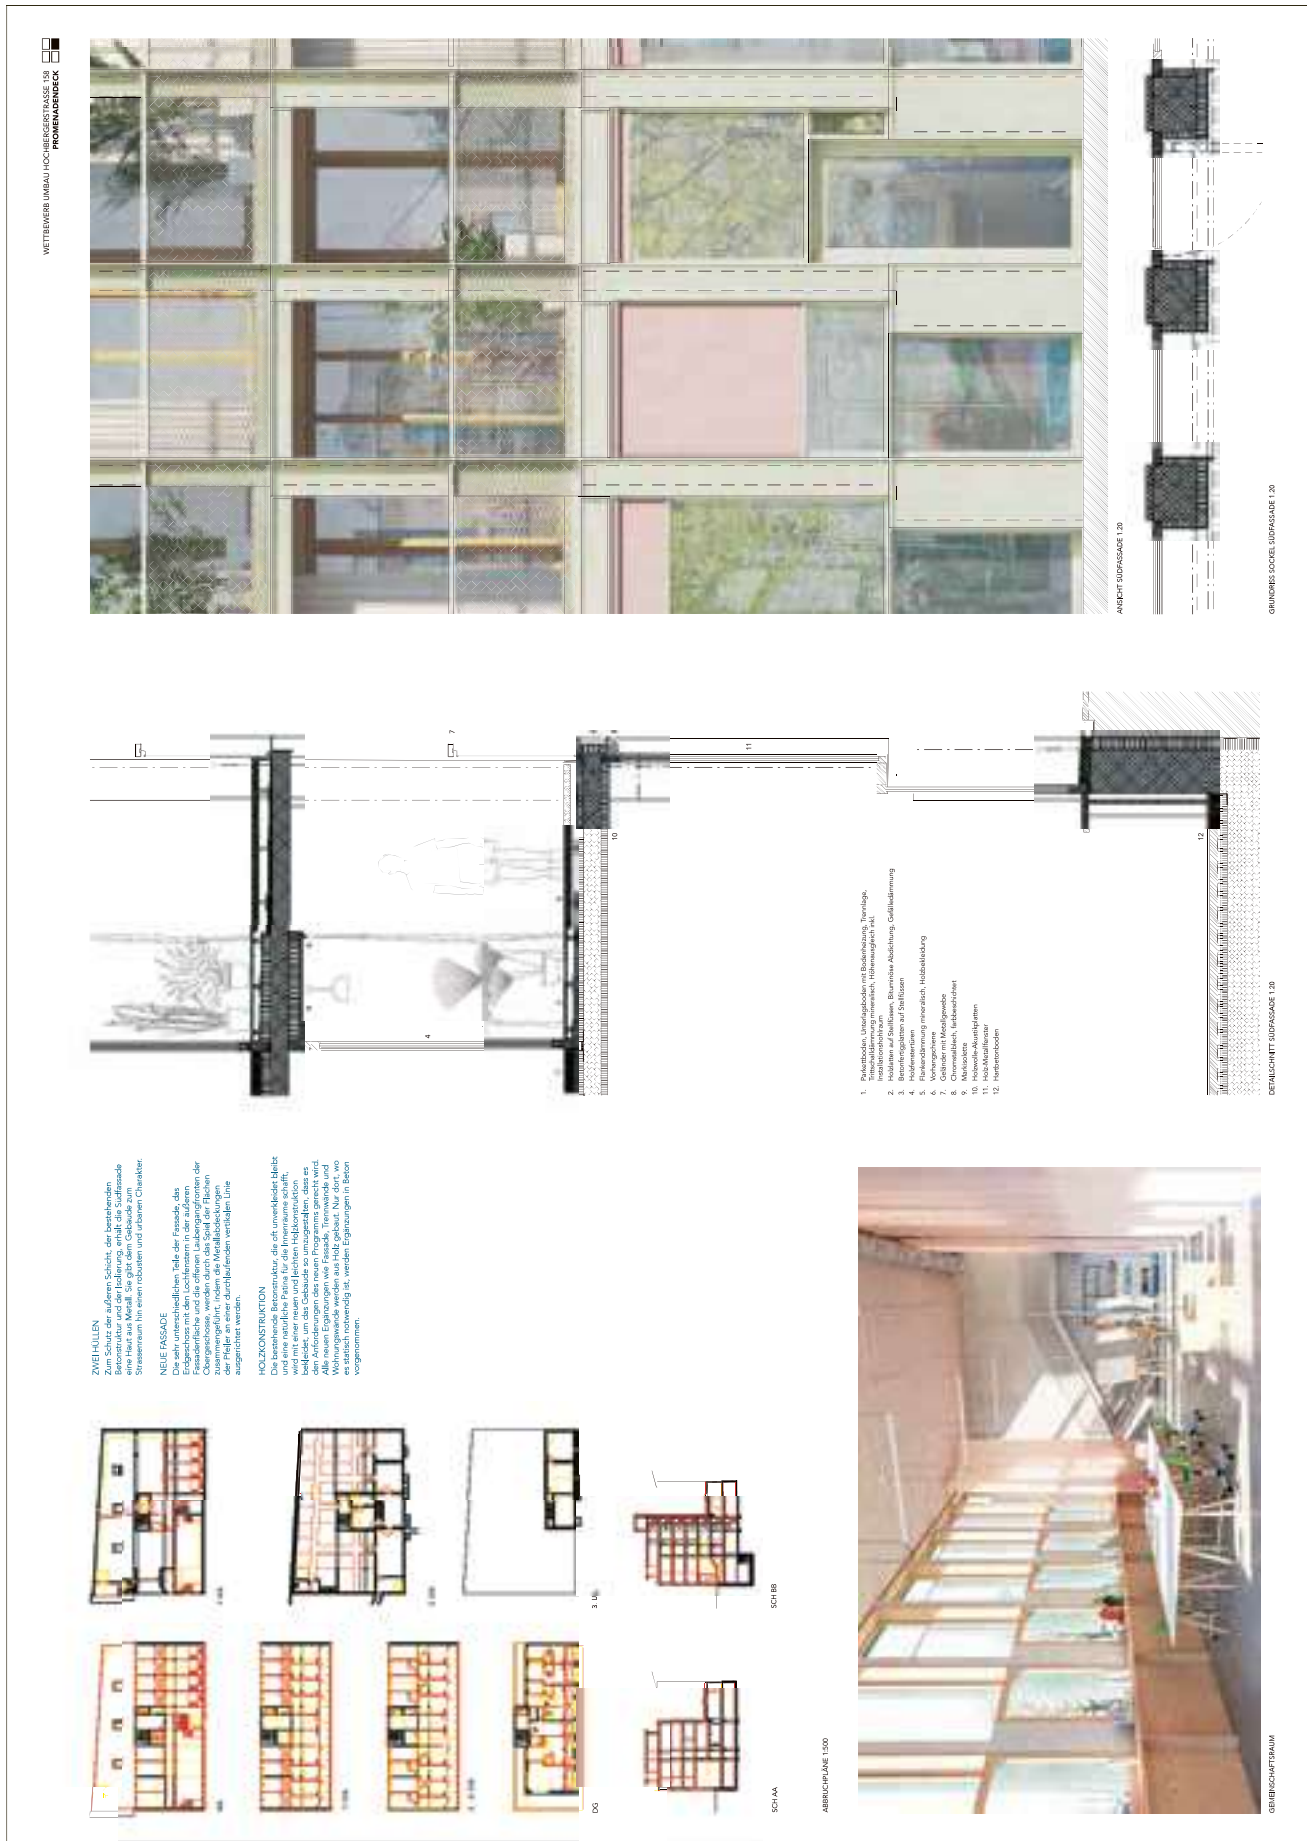 WETTBEWERB UMBAU HOCHBERGERSTRASSE 158
PROMENADENDECK
ZWEI HÜLLEN
Zum Schutz der äußeren Schicht, der bestehenden
Betonstruktur und der Isolierung, erhält die Südfassade
eine Haut aus Metall. Sie gibt dem Gebäude zum
Strassenraum hin einen robusten und urbanen Charakter.
NEUE FASSADE
Die sehr unterschiedlichen Teile der Fassade, das
Erdgeschoss mit den Lochfenstern in der äußeren
Fassadenfläche und die offenen Laubengangfronten der
Obergeschosse, werden durch das Spiel der Flächen
zusammengeführt, indem die Metallabdeckungen
der Pfeiler an einer durchlaufenden vertikalen Linie
ausgerichtet werden.
HOLZKONSTRUKTION
Die bestehende Betonstruktur, die oft unverkleidet bleibt
und eine natürliche Patina für die Innenräume schafft,
wird mit einer neuen und leichten Holzkonstruktion
bekleidet, um das Gebäude so umzugestalten, dass es
den Anforderungen des neuen Programms gerecht wird.
Alle neuen Ergänzungen wie Fassade, Trennwände und
Wohnungswände werden aus Holz gebaut. Nur dort, wo
es statisch notwendig ist, werden Ergänzungen in Beton
vorgenommen.
DG
3. UG
SCH AA
SCH BB
ABBRUCHPLÄNE 1:500
GEMEINSCHAFTSRAUM
4
7
10
11
12
1. Parkettboden, Unterlagsboden mit Bodenheizung, Trennlage,
Trittschalldämmung mineralisch, Höhenausgleich inkl.
Installationshohlraum
2. Holzlatten auf Stellfüssen, Bituminöse Abdichtung, Gefälledämmung
3. Betonfertigplatten auf Stellfüssen
4. Holzfenstertüren
5. Flankendämmung mineralisch, Holzbekleidung
6. Vorhangschiene
7. Geländer mit Metallgewebe
8. Chromstahlblech, farbbeschichtet
9. Markisolette
10. Holzwolle-Akustikplatten
11. Holz-Metallfenster
12. Hartbetonboden
DETAILSCHNITT SÜDFASSADE 1:20
ANSICHT SÜDFASSADE 1:20
GRUNDRISS SOCKEL SÜDFASSADE 1:20